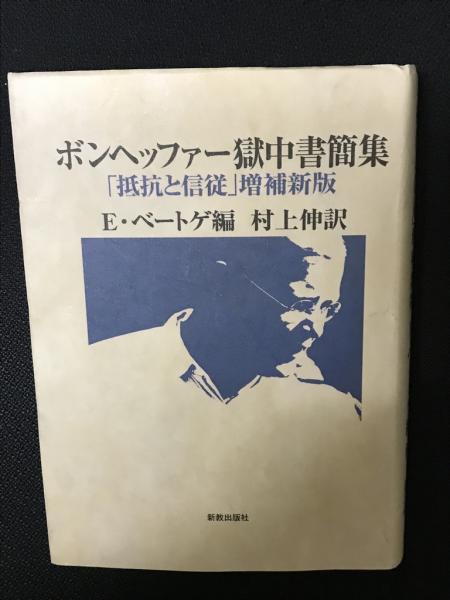 ボンヘッファー獄中書簡集
「抵抗と信従」増補新版
E・ベートゲ編 村上伸訳
新教出版社